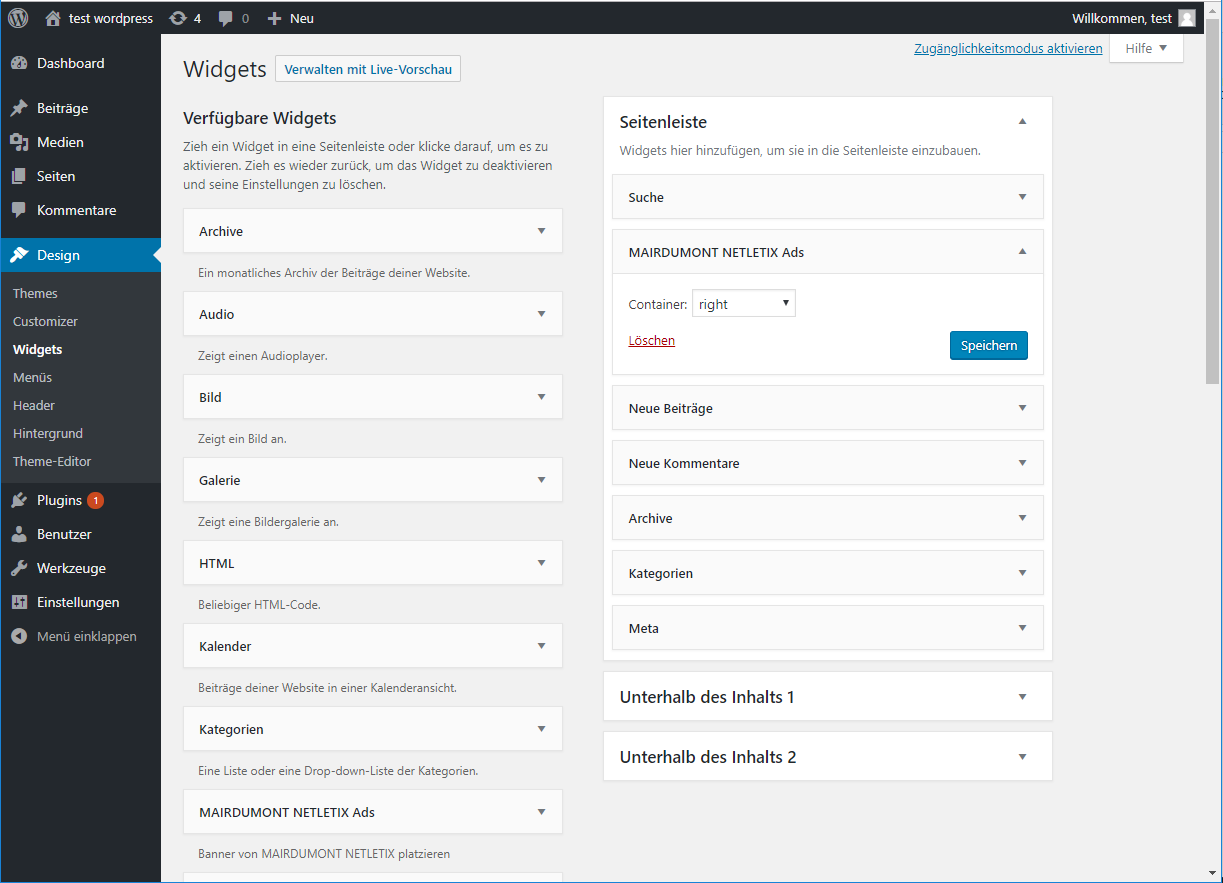 test wordpress 4 0 Neu Willkommen, test
Dashboard
Beiträge
Medien
Seiten
Kommentare
Design
Themes
Customizer
Widgets
Menüs
Header
Hintergrund
Theme-Editor
Plugins 1
Benutzer
Werkzeuge
Einstellungen
Menü einklappen
Zugänglichkeitsmodus aktivieren Hilfe
Widgets Verwalten mit Live-Vorschau
Verfügbare Widgets
Zieh ein Widget in eine Seitenleiste oder klicke darauf, um es zu
aktivieren. Zieh es wieder zurück, um das Widget zu deaktivieren
und seine Einstellungen zu löschen.
Archive
Ein monatliches Archiv der Beiträge deiner Website.
Audio
Zeigt einen Audioplayer.
Bild
Zeigt ein Bild an.
Galerie
Zeigt eine Bildergalerie an.
HTML
Beliebiger HTML-Code.
Kalender
Beiträge deiner Website in einer Kalenderansicht.
Kategorien
Eine Liste oder eine Drop-down-Liste der Kategorien.
MAIRDUMONT NETLETIX Ads
Banner von MAIRDUMONT NETLETIX platzieren
Seitenleiste
Widgets hier hinzufügen, um sie in die Seitenleiste einzubauen.
Suche
MAIRDUMONT NETLETIX Ads
Container: right
Löschen Speichern
Neue Beiträge
Neue Kommentare
Archive
Kategorien
Meta
Unterhalb des Inhalts 1
Unterhalb des Inhalts 2